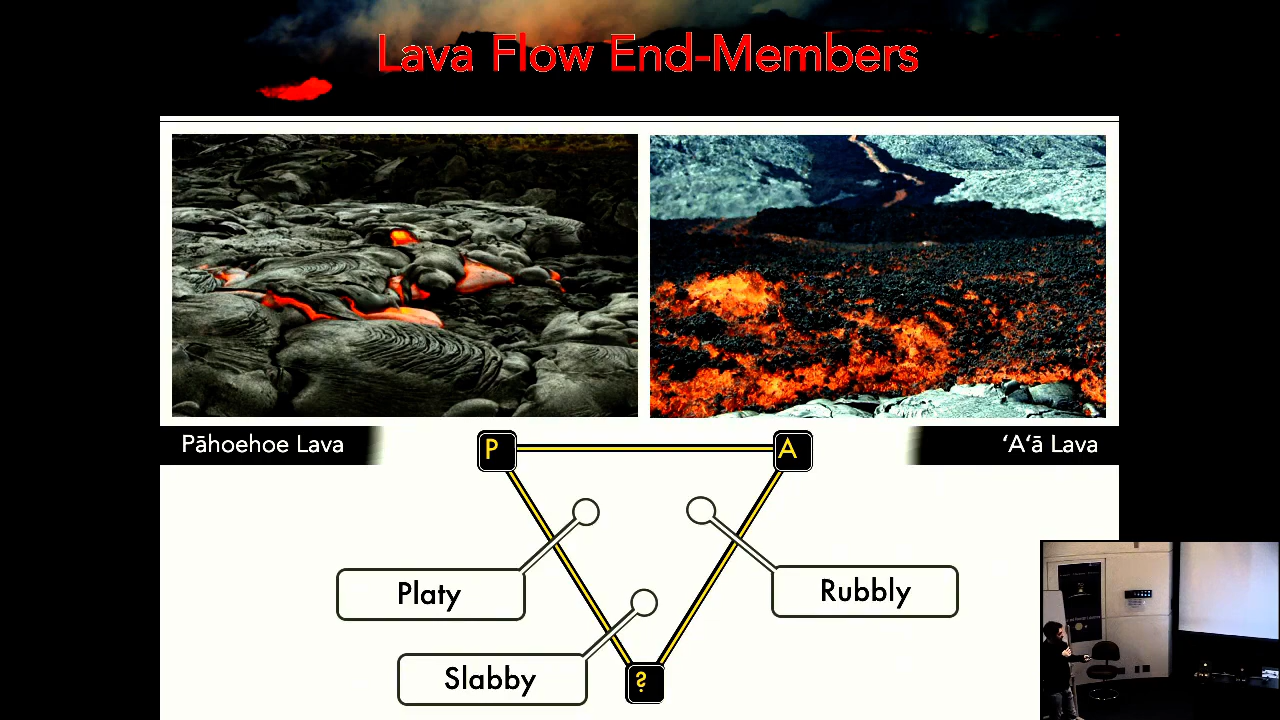 Lava Flow End-Members
Pāhoehoe Lava
ʻAʻā Lava
P
A
Platy
Rubbly
Slabby
?